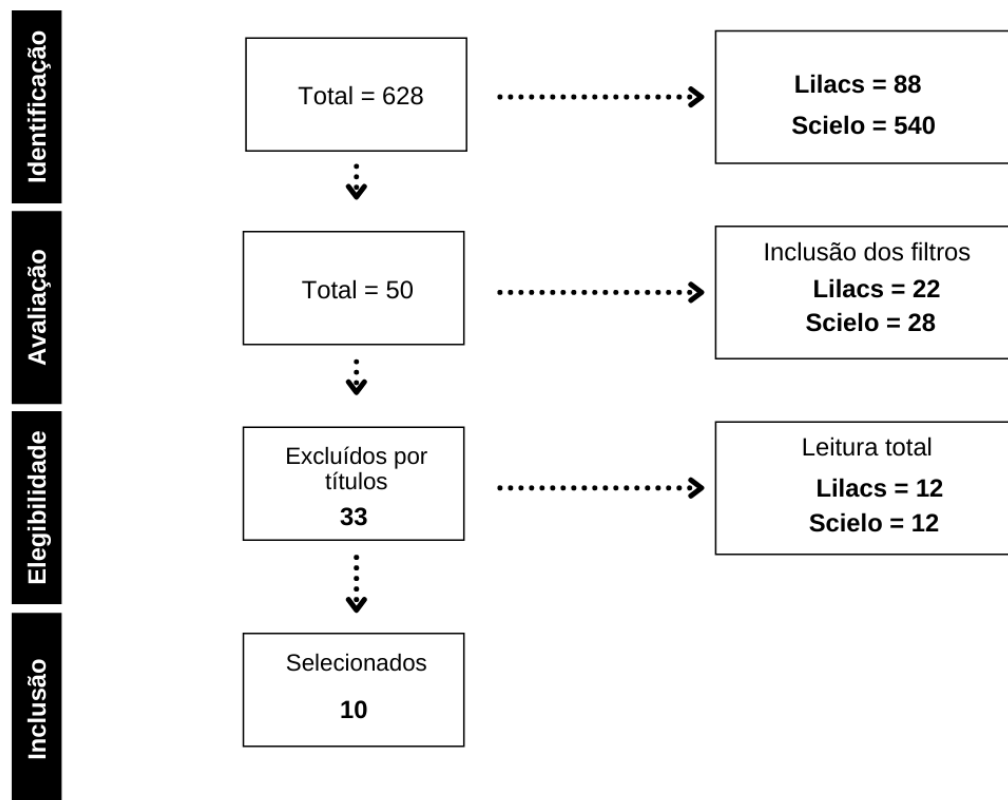 Identificação
Total = 628
Lilacs = 88
Scielo = 540
Avaliação
Total = 50
Inclusão dos filtros
Lilacs = 22
Scielo = 28
Elegibilidade
Excluídos por
títulos
33
Leitura total
Lilacs = 12
Scielo = 12
Inclusão
Selecionados
10